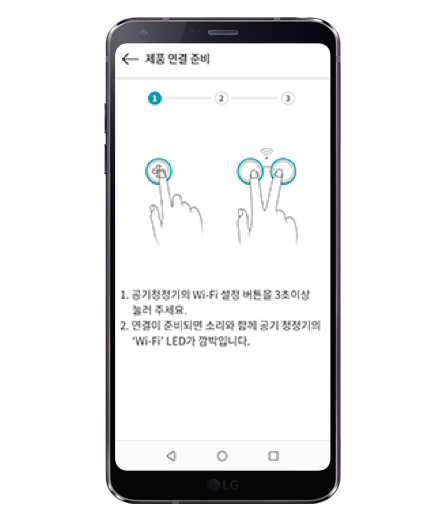 제품 연결 준비
1 2 3
1. 공기청정기의 Wi-Fi 설정 버튼을 3초이상
눌러 주세요.
2. 연결이 준비되면 소리와 함께 공기 청정기의
'Wi-Fi' LED가 깜박입니다.
LG